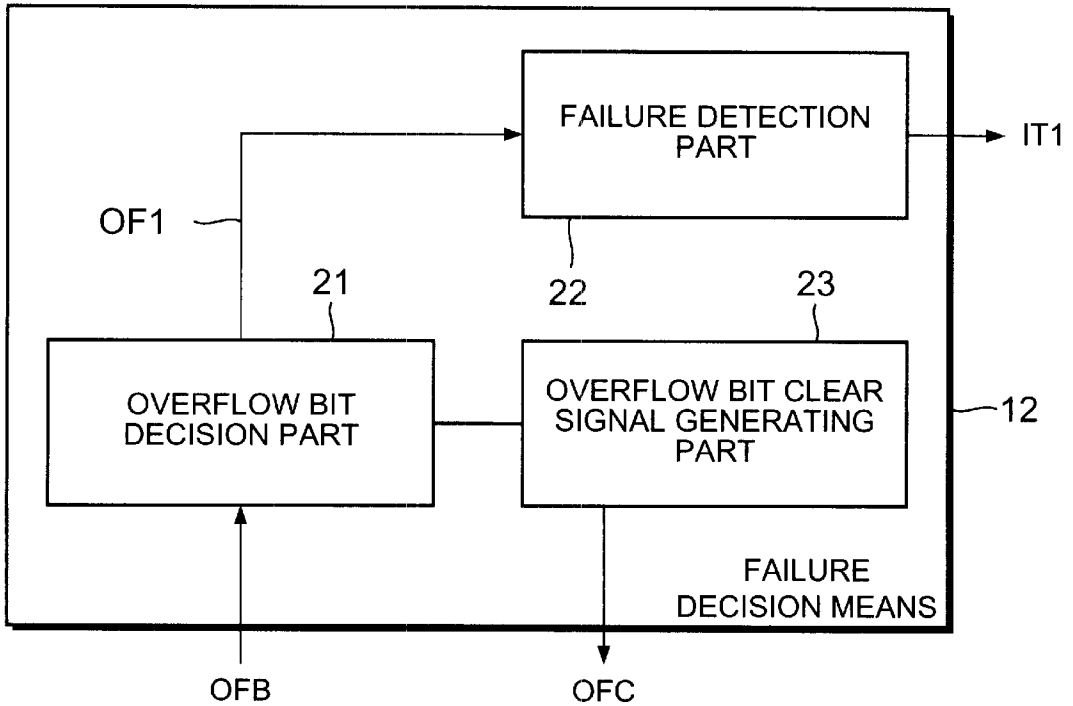 FAILURE DETECTION
PART
IT1
OF1
22
21
23
OVERFLOW BIT
DECISION PART
OVERFLOW BIT CLEAR
SIGNAL GENERATING
PART
12
FAILURE
DECISION MEANS
OFB
OFC